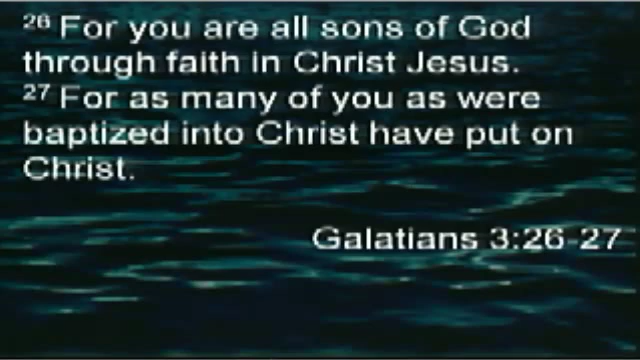 26 For you are all sons of God
through faith in Christ Jesus.
27 For as many of you as were
baptized into Christ have put on
Christ.
Galatians 3:26-27